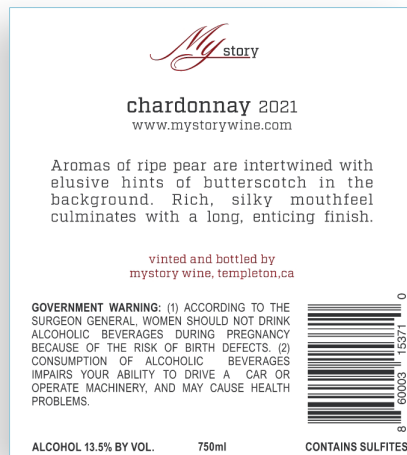 My story
chardonnay 2021
www.mystorywine.com
Aromas of ripe pear are intertwined with
elusive hints of butterscotch in the
background. Rich, silky mouthfeel
culminates with a long, enticing finish.
vinted and bottled by
mystory wine, templeton,ca
GOVERNMENT WARNING: (1) ACCORDING TO THE
SURGEON GENERAL, WOMEN SHOULD NOT DRINK
ALCOHOLIC BEVERAGES DURING PREGNANCY
BECAUSE OF THE RISK OF BIRTH DEFECTS. (2)
CONSUMPTION OF ALCOHOLIC BEVERAGES
IMPAIRS YOUR ABILITY TO DRIVE A CAR OR
OPERATE MACHINERY, AND MAY CAUSE HEALTH
PROBLEMS.
8 60003 15371 0
ALCOHOL 13.5% BY VOL. 750ml CONTAINS SULFITES